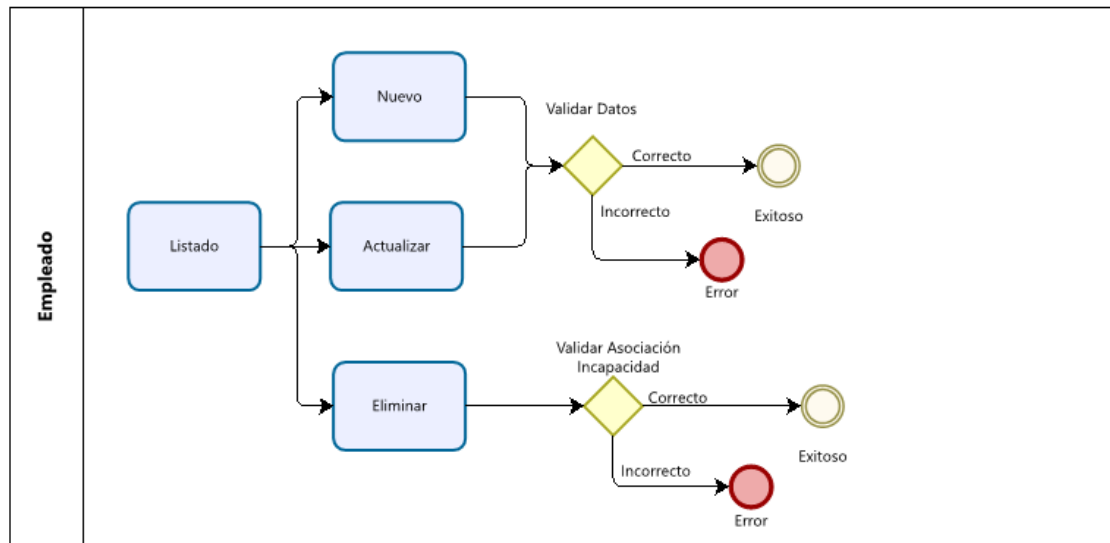 Empleado
Listado
Nuevo
Actualizar
Eliminar
Validar Datos
Correcto
Incorrecto
Exitoso
Error
Validar Asociación
Incapacidad
Correcto
Incorrecto
Exitoso
Error